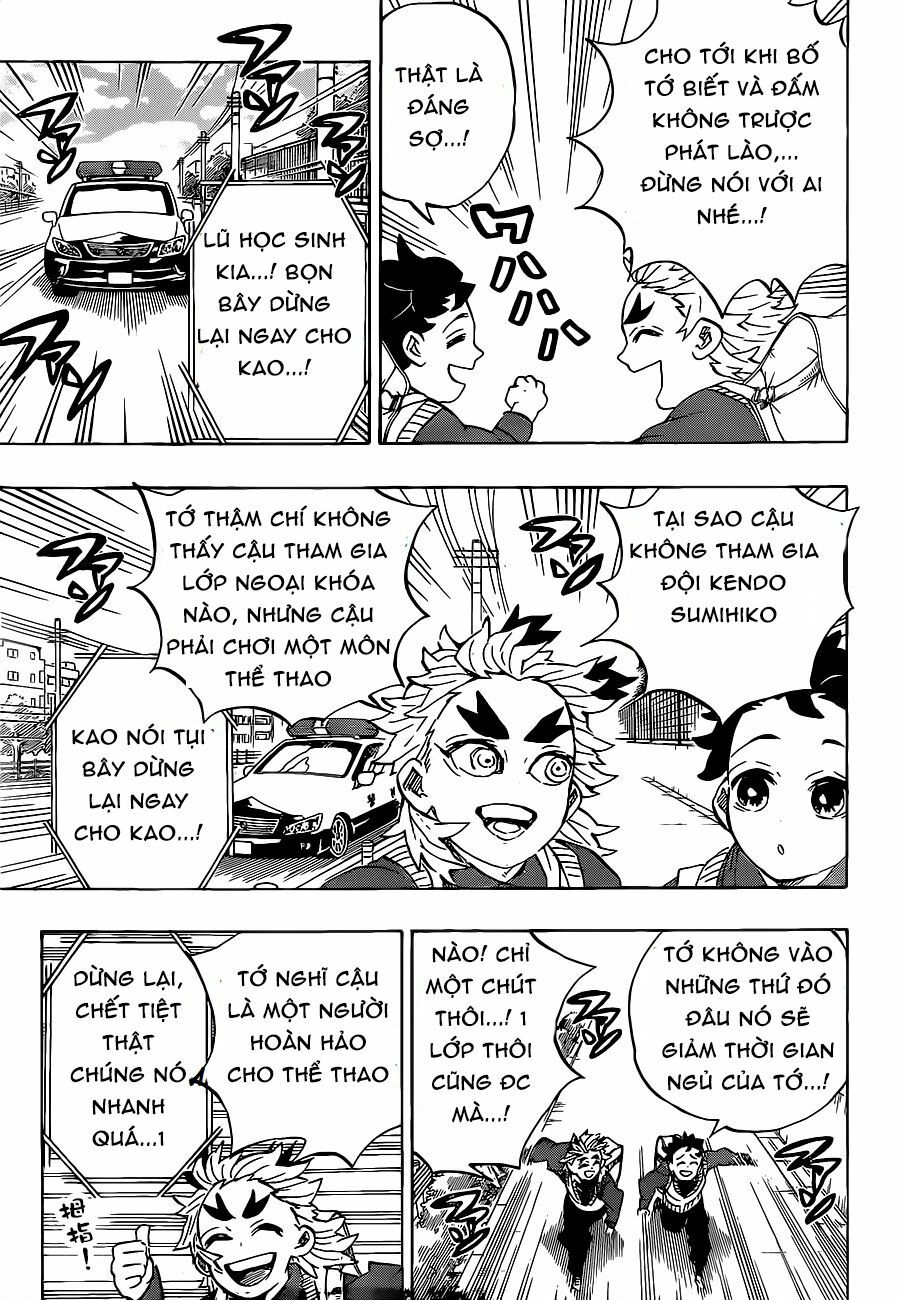 CHO TỚI KHI BỐ
TỚ BIẾT VÀ ĐẤM
KHÔNG TRƯỢC
PHÁT LÀO,...
ĐỪNG NÓI VỚI AI
NHÉ,...!
THẬT LÀ
ĐÁNG
SỢ,...!
LŨ HỌC SINH
KIA,...! BỌN
BÂY DỪNG
LẠI NGAY CHO
KAO...!
TẠI SAO CẬU
KHÔNG THAM GIA
ĐỘI KENDO
SUMIHIKO
TỚ THẬM CHÍ KHÔNG
THẤY CẬU THAM GIA
LỚP NGOẠI KHÓA
NÀO, NHƯNG CẬU
PHẢI CHƠI MỘT MÔN
THỂ THAO
KAO NÓI TỤI
BÂY DỪNG
LẠI NGAY
CHO KAO...!
TỚ KHÔNG VÀO
NHỮNG THỨ ĐÓ
ĐÂU NÓ SẼ
GIẢM THỜI GIAN
NGỦ CỦA TỚ,...!
NÀO! CHỈ
MỘT CHÚT
THÔI,...! 1
LỚP THÔI
CŨNG ĐC
MÀ,...!
TỚ NGHĨ CẬU
LÀ MỘT NGƯỜI
HOÀN HẢO
CHO THỂ THAO
DỪNG LẠI,
CHẾT TIỆT
THẬT
CHÚNG NÓ
NHANH
QUÁ,...1
拇指!